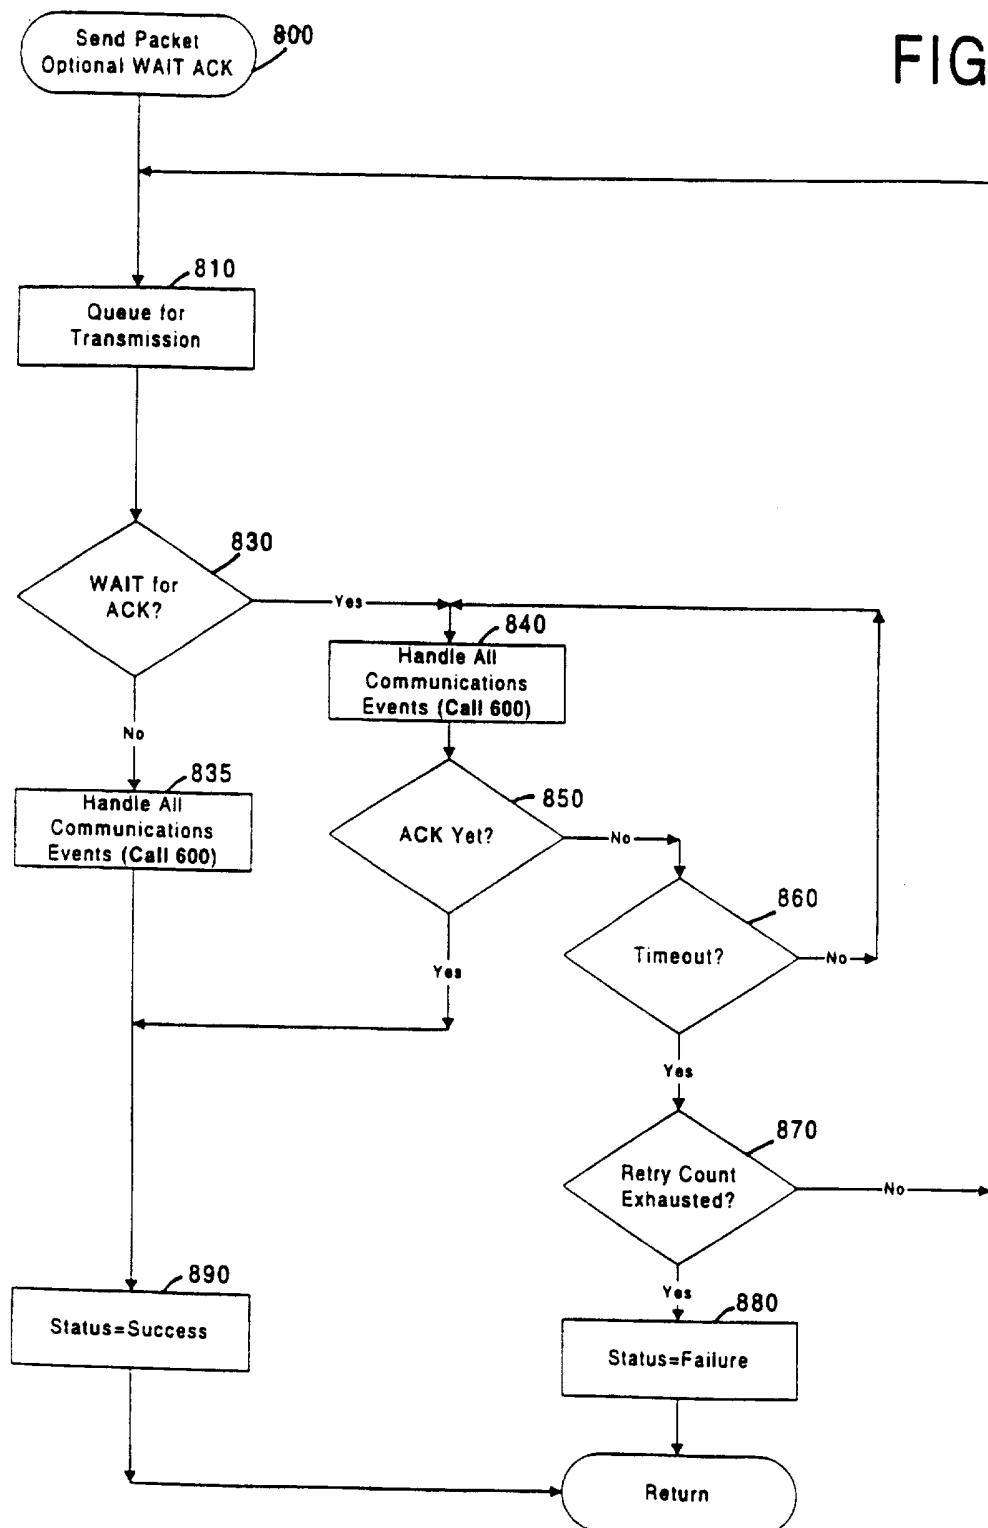 Send Packet
Optional WAIT ACK
800
FIG
810
Queue for
Transmission
830
WAIT for
ACK?
Yes
840
Handle All
Communications
Events (Call 600)
No
835
Handle All
Communications
Events (Call 600)
850
ACK Yet?
No
860
Timeout?
No
Yes
Yes
870
Retry Count
Exhausted?
No
Yes
890
Status=Success
880
Status=Failure
Return